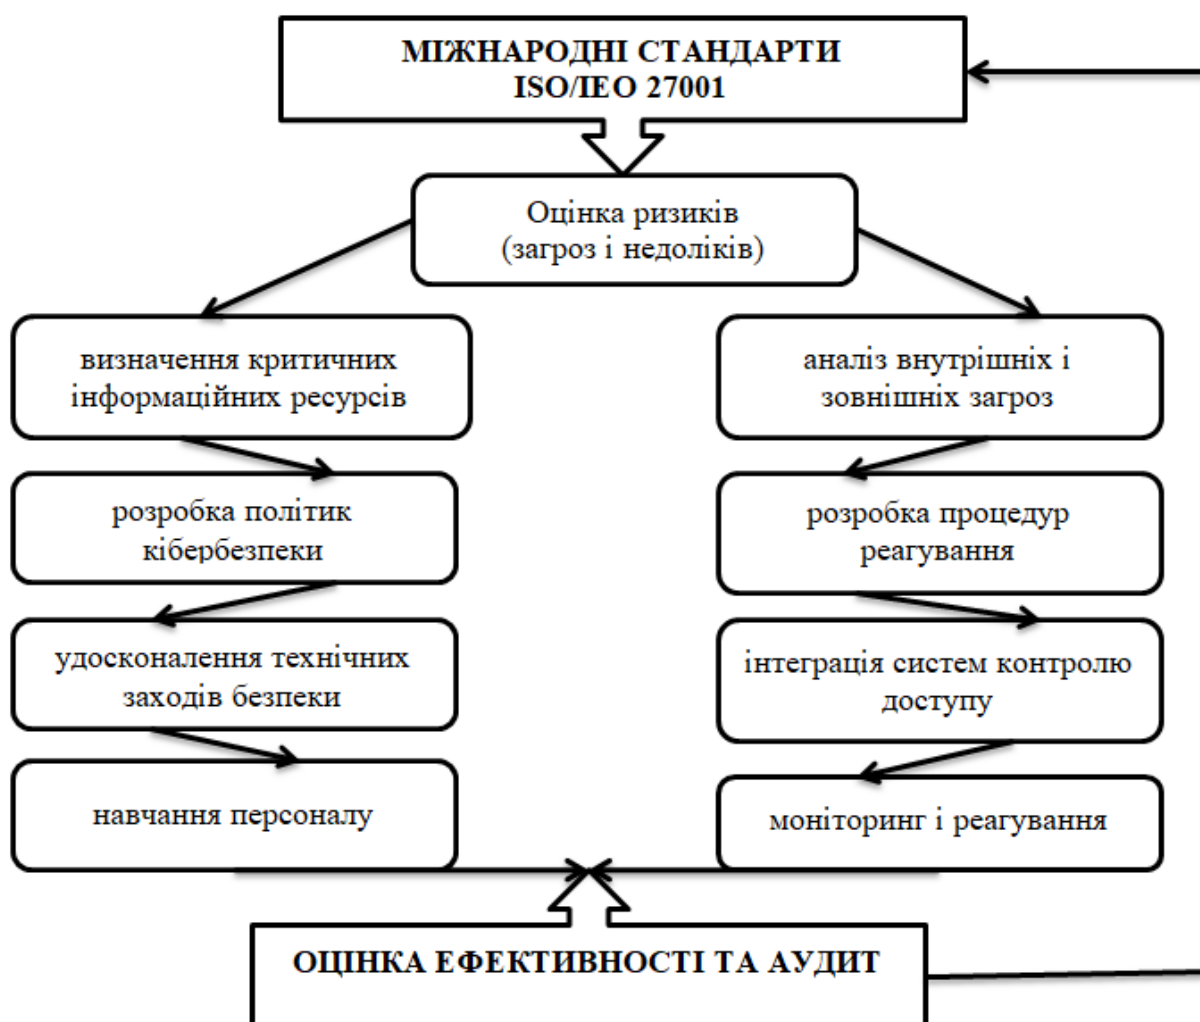 МІЖНАРОДНІ СТАНДАРТИ
ISO/IEO 27001
Оцінка ризиків
(загроз і недоліків)
визначення критичних
інформаційних ресурсів
аналіз внутрішніх і
зовнішніх загроз
розробка політик
кібербезпеки
розробка процедур
реагування
удосконалення технічних
заходів безпеки
інтеграція систем контролю
доступу
навчання персоналу
моніторинг і реагування
ОЦІНКА ЕФЕКТИВНОСТІ ТА АУДИТ